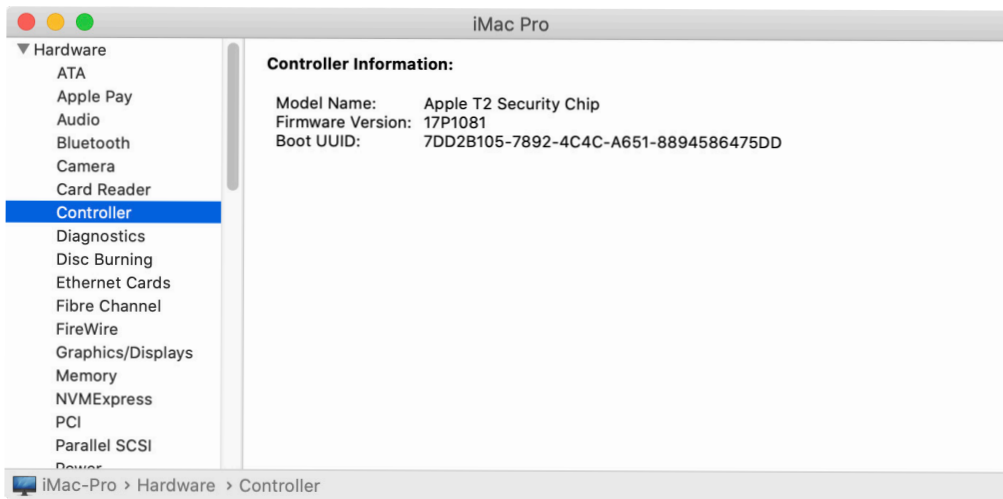 iMac Pro
Hardware
ATA
Apple Pay
Audio
Bluetooth
Camera
Card Reader
Controller
Diagnostics
Disc Burning
Ethernet Cards
Fibre Channel
FireWire
Graphics/Displays
Memory
NVMExpress
PCI
Parallel SCSI
Power
Controller Information:
Model Name: Apple T2 Security Chip
Firmware Version: 17P1081
Boot UUID: 7DD2B105-7892-4C4C-A651-8894586475DD
iMac-Pro › Hardware › Controller